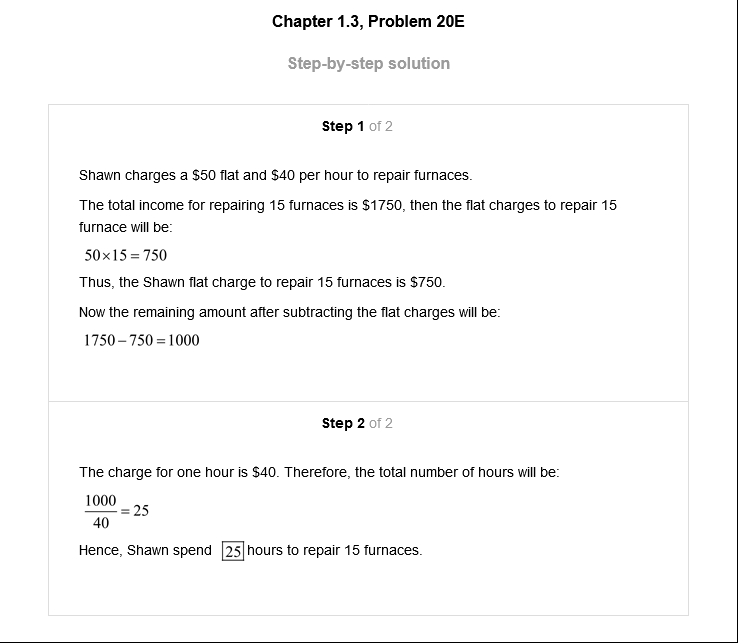 Chapter 1.3, Problem 20E
Step-by-step solution
Step 1 of 2
Shawn charges a $50 flat and $40 per hour to repair furnaces.
The total income for repairing 15 furnaces is $1750, then the flat charges to repair 15
furnace will be:
50×15=750
Thus, the Shawn flat charge to repair 15 furnaces is $750.
Now the remaining amount after subtracting the flat charges will be:
1750−750=1000
Step 2 of 2
The charge for one hour is $40. Therefore, the total number of hours will be:
1000
40
=25
Hence, Shawn spend 25 hours to repair 15 furnaces.